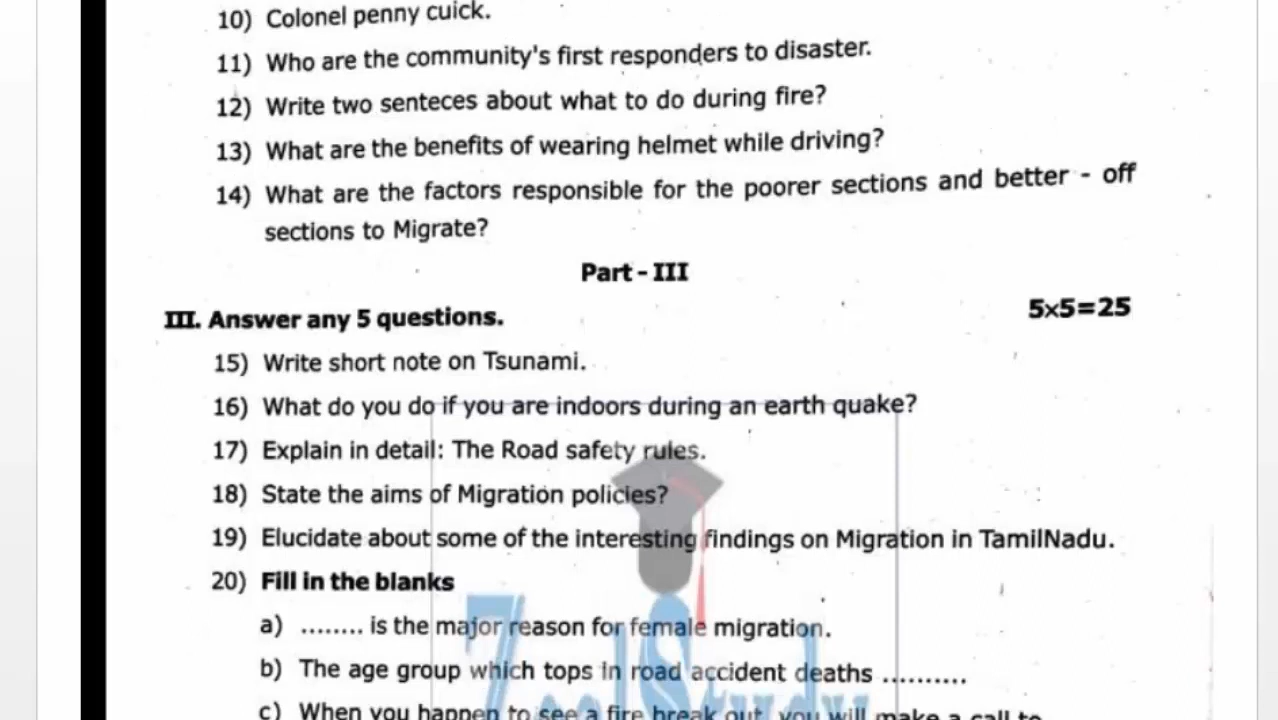 10) Colonel penny cuick.
11) Who are the community's first responders to disaster.
12) Write two senteces about what to do during fire?
13) What are the benefits of wearing helmet while driving?
14) What are the factors responsible for the poorer sections and better - off
sections to Migrate?
Part - III
III. Answer any 5 questions. 5×5=25
15) Write short note on Tsunami.
16) What do you do if you are indoors during an earth quake?
17) Explain in detail: The Road safety rules.
18) State the aims of Migration policies?
19) Elucidate about some of the interesting findings on Migration in TamilNadu.
20) Fill in the blanks
a) ........ is the major reason for female migration.
b) The age group which tops in road accident deaths ..........
c) When you happen to see a fire break out, you will make a call to